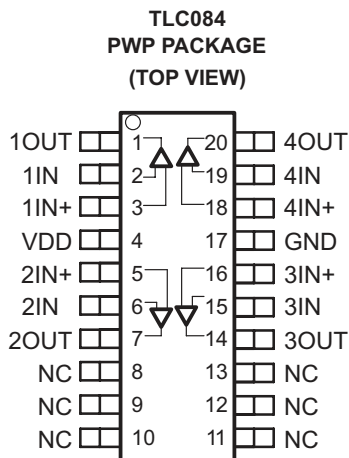 TLC084
PWP PACKAGE
(TOP VIEW)
1OUT 1 20 4OUT
1IN 2 19 4IN
1IN+ 3 18 4IN+
VDD 4 17 GND
2IN+ 5 16 3IN+
2IN 6 15 3IN
2OUT 7 14 3OUT
NC 8 13 NC
NC 9 12 NC
NC 10 11 NC